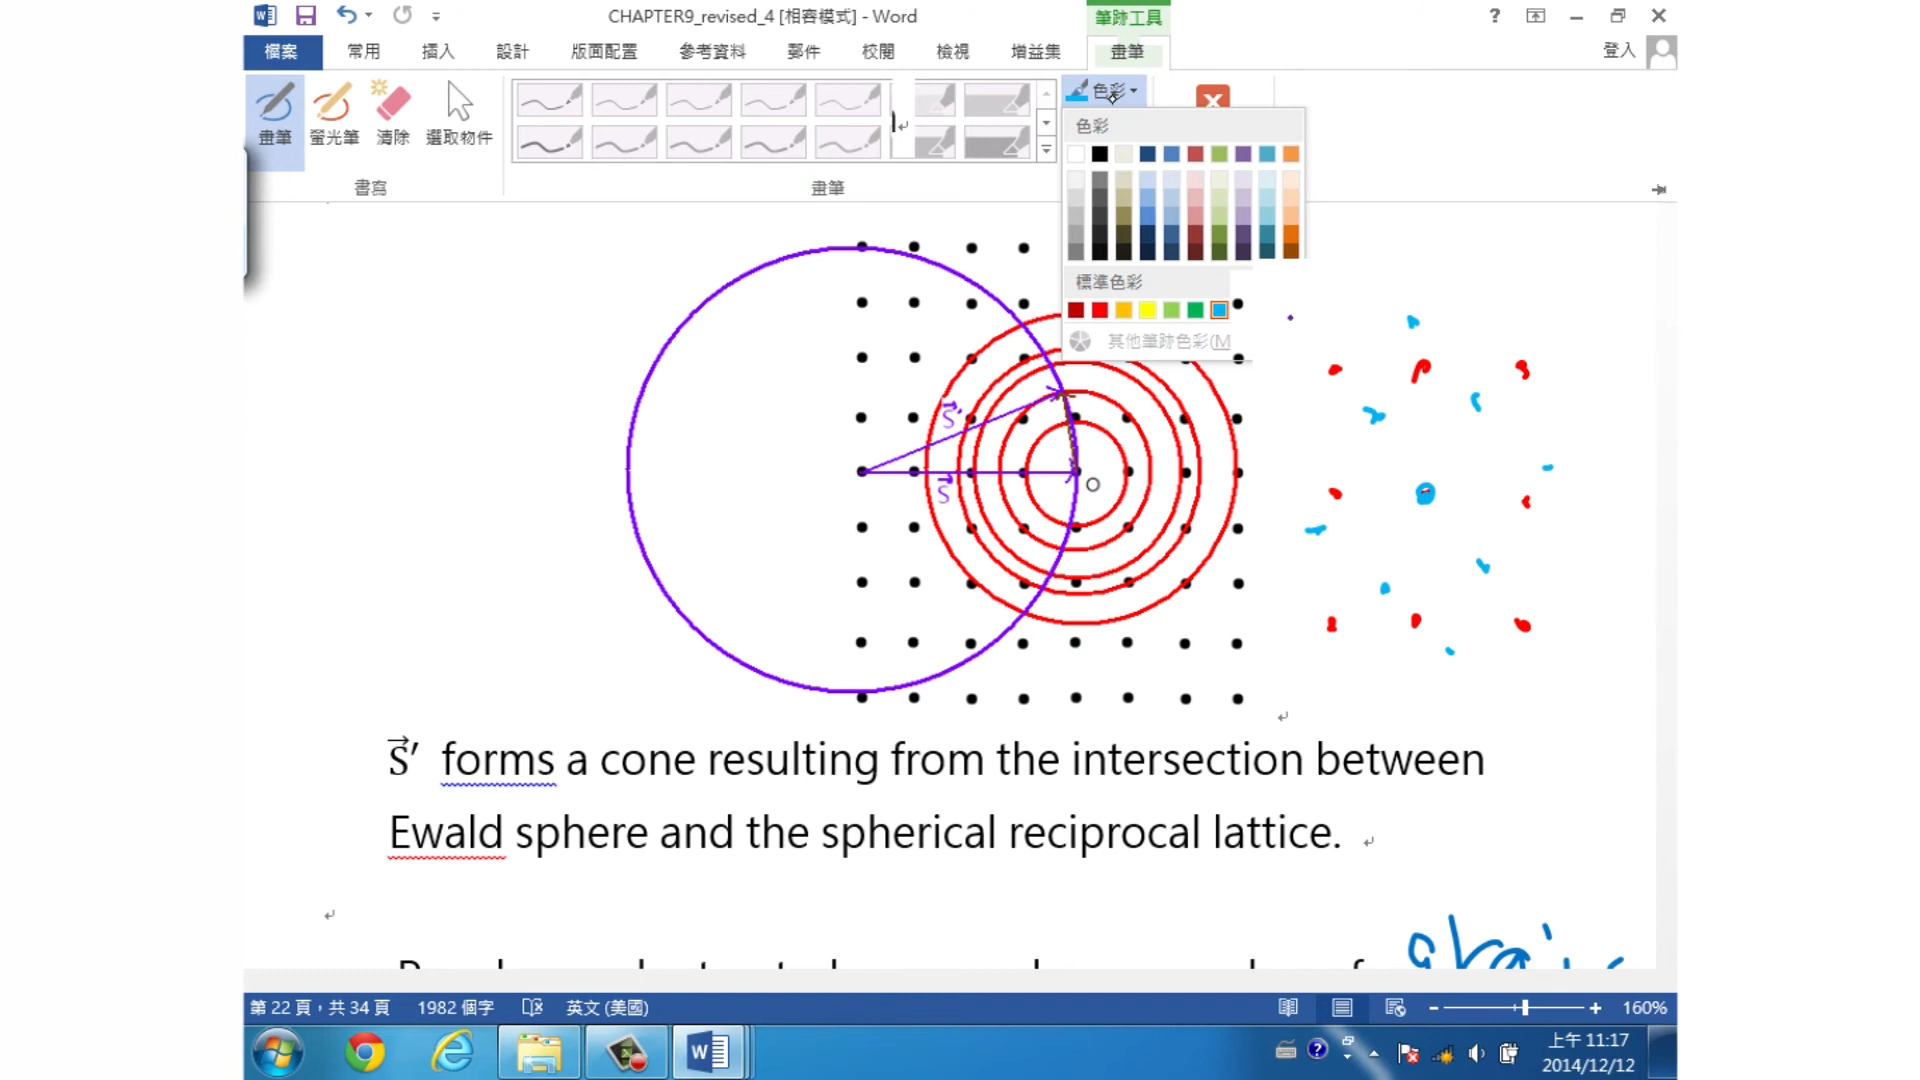 CHAPTER9_revised_4 [相容模式] - Word
筆跡工具
檔案 常用 插入 設計 版面配置 參考資料 郵件 校閱 檢視 增益集 畫筆 登入
畫筆 螢光筆 清除 選取物件
色彩
書寫 畫筆
色彩
標準色彩
其他筆跡色彩(M
S⃗′
S⃗
O
S⃗′ forms a cone resulting from the intersection between
Ewald sphere and the spherical reciprocal lattice.
第 22 頁，共 34 頁 1982 個字 英文 (美國) 160%
上午 11:17
2014/12/12